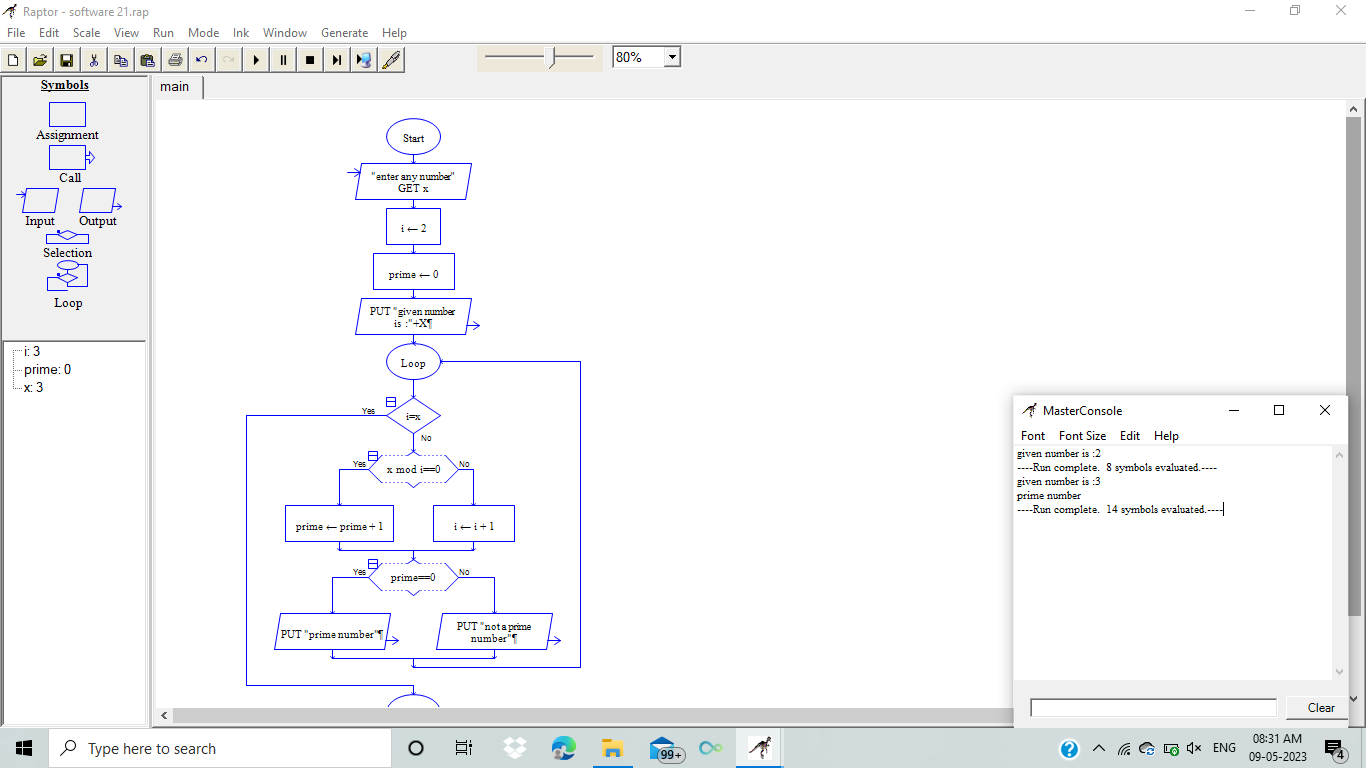 Raptor - software 21.rap
File Edit Scale View Run Mode Ink Window Generate Help
80%
Symbols
Assignment
Call
Input Output
Selection
Loop
i: 3
prime: 0
x: 3
main
Start
"enter any number"
GET x
i ← 2
prime ← 0
PUT "given number
is :"+X¶
Loop
i=x
Yes
No
x mod i==0
Yes
No
prime ← prime + 1
i ← i + 1
prime==0
Yes
No
PUT "prime number"¶
PUT "not a prime
number"¶
MasterConsole
Font Font Size Edit Help
given number is :2
----Run complete. 8 symbols evaluated.----
given number is :3
prime number
----Run complete. 14 symbols evaluated.----
Clear
Type here to search
99+
ENG
08:31 AM
09-05-2023
4